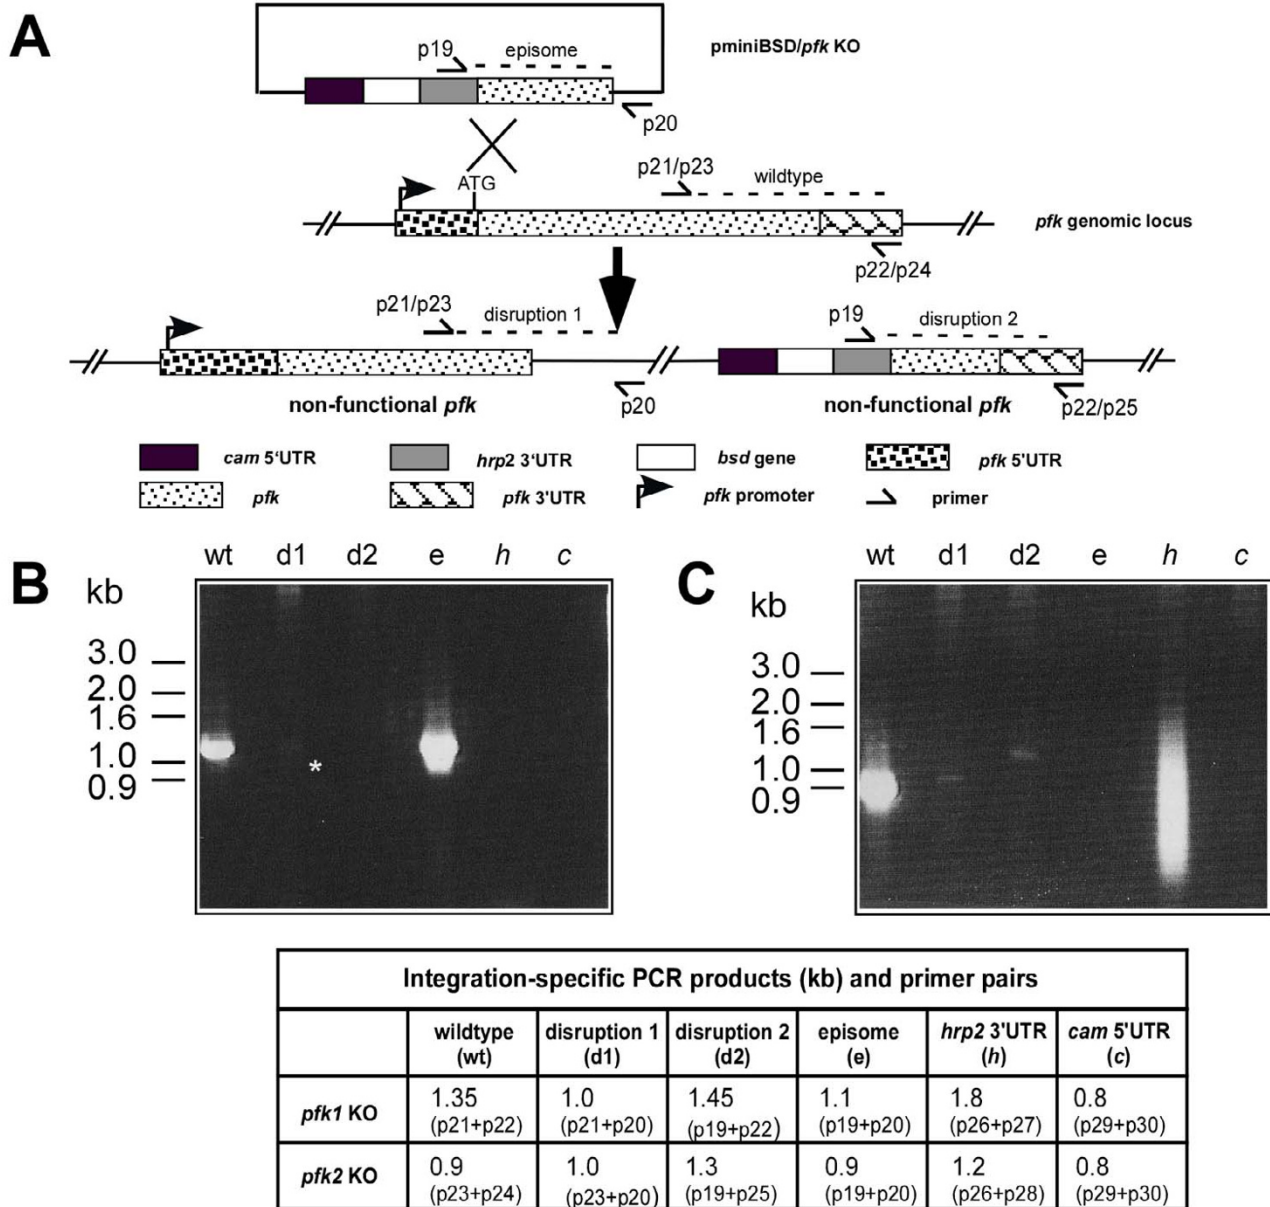 A
p19
episome
pminiBSD/pfk KO
p20
p21/p23
wildtype
ATG
pfk genomic locus
p22/p24
p21/p23
disruption 1
p19
disruption 2
non-functional pfk
p20
non-functional pfk
p22/p25
cam 5'UTR
hrp2 3'UTR
bsd gene
pfk 5'UTR
pfk
pfk 3'UTR
pfk promoter
primer
B
wt d1 d2 e h c
kb
3.0
2.0
1.6
1.0
0.9
*
C
wt d1 d2 e h c
kb
3.0
2.0
1.6
1.0
0.9
Integration-specific PCR products (kb) and primer pairs
wildtype (wt)
disruption 1 (d1)
disruption 2 (d2)
episome (e)
hrp2 3'UTR (h)
cam 5'UTR (c)
pfk1 KO
1.35 (p21+p22)
1.0 (p21+p20)
1.45 (p19+p22)
1.1 (p19+p20)
1.8 (p26+p27)
0.8 (p29+p30)
pfk2 KO
0.9 (p23+p24)
1.0 (p23+p20)
1.3 (p19+p25)
0.9 (p19+p20)
1.2 (p26+p28)
0.8 (p29+p30)